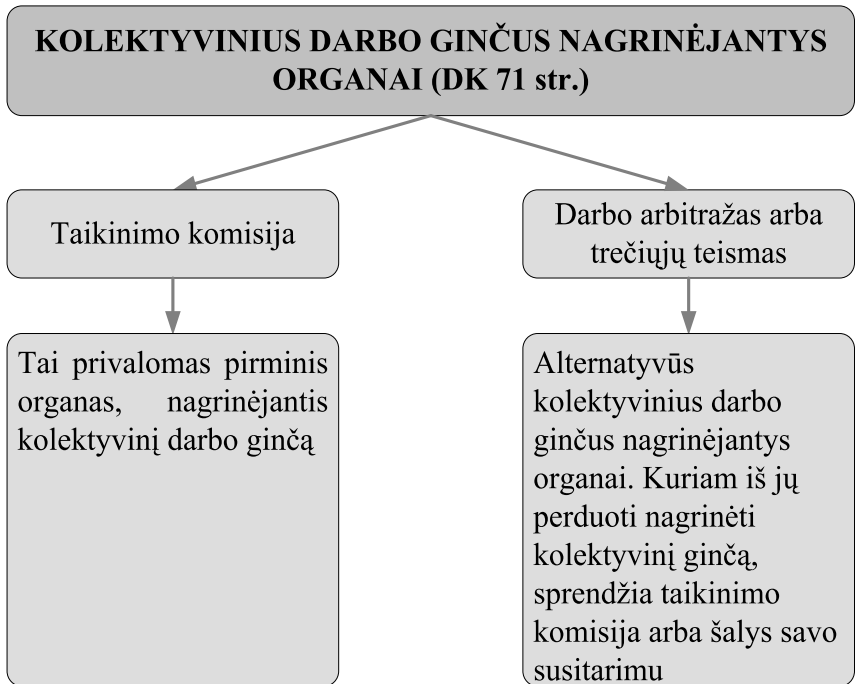 KOLEKTYVINIUS DARBO GINČUS NAGRINĖJANTYS
ORGANAI (DK 71 str.)
Taikinimo komisija
Darbo arbitražas arba
trečiųjų teismas
Tai privalomas pirminis
organas, nagrinėjantis
kolektyvinį darbo ginčą
Alternatyvūs
kolektyvinius darbo
ginčus nagrinėjantys
organai. Kuriam iš jų
perduoti nagrinėti
kolektyvinį ginčą,
sprendžia taikinimo
komisija arba šalys savo
susitarimu